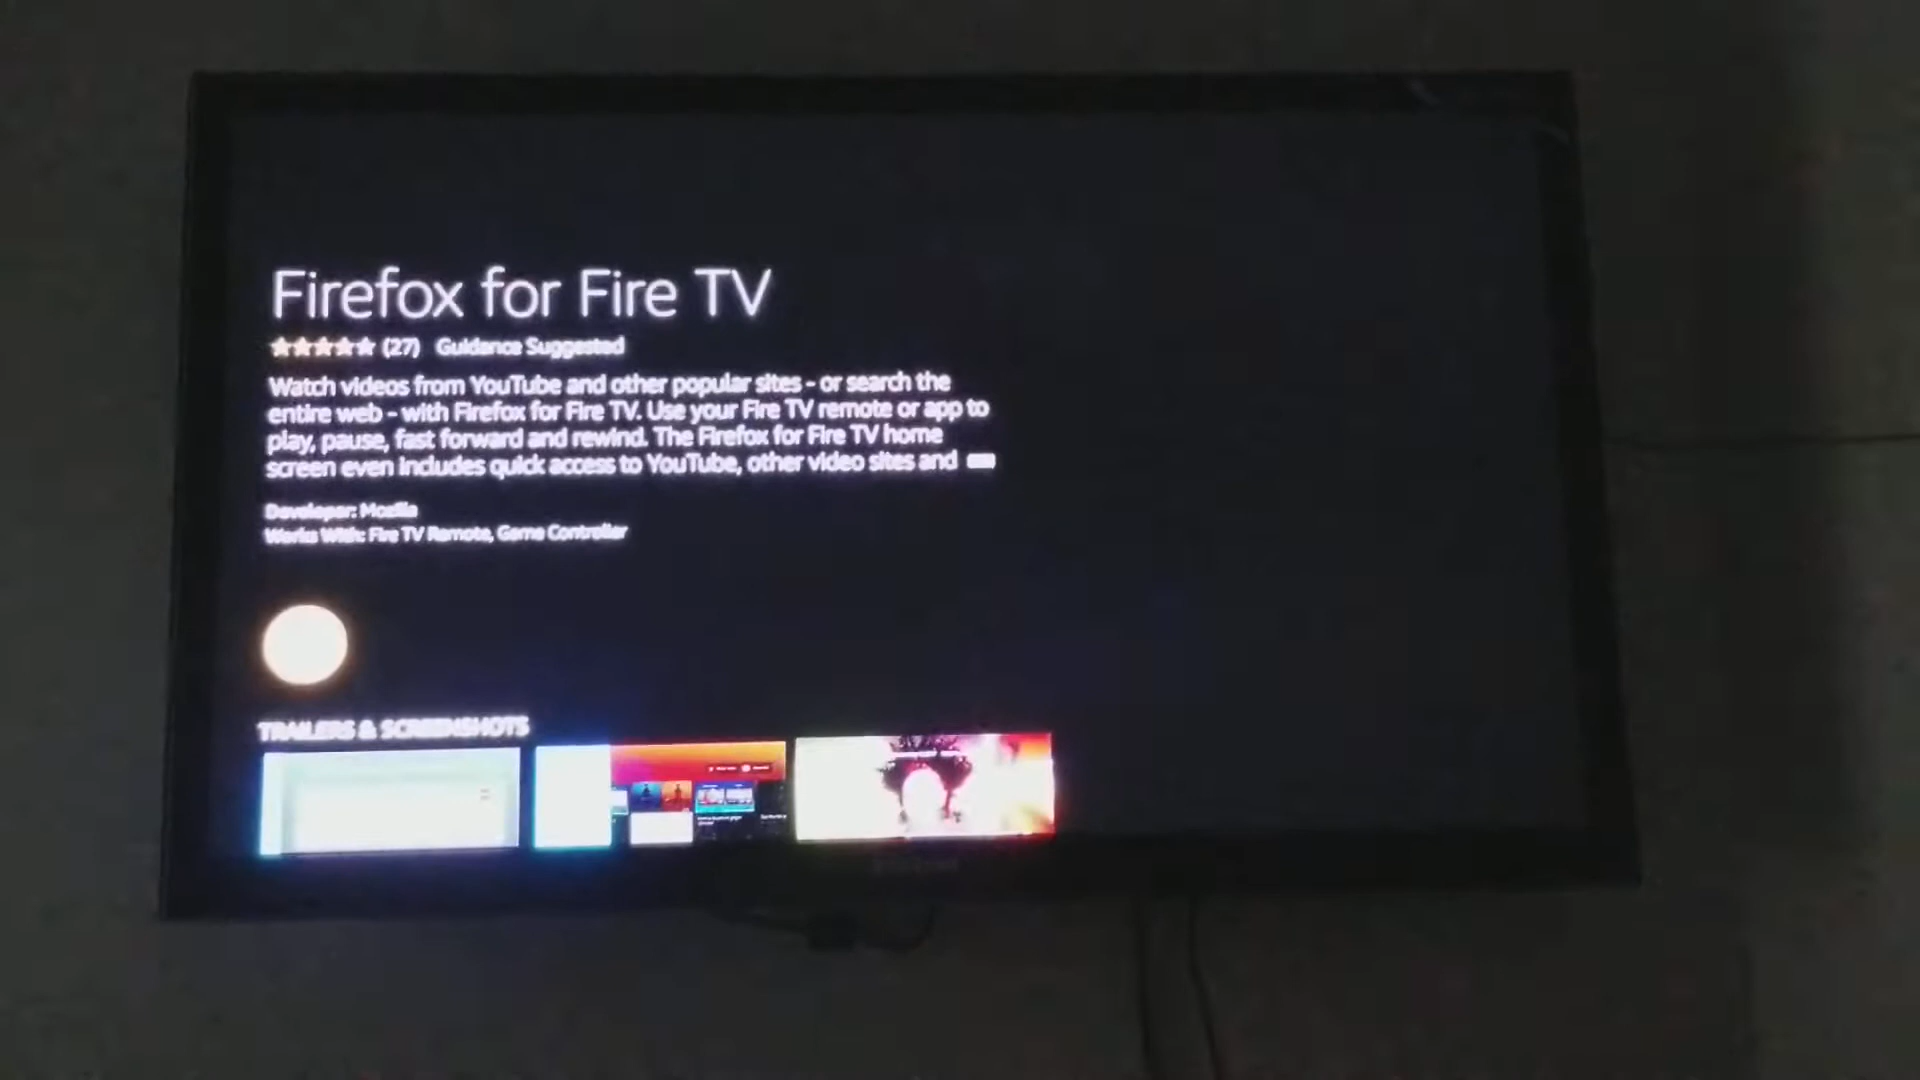 Firefox for Fire TV
(27) Guidance Suggested
Watch videos from YouTube and other popular sites - or search the
entire web - with Firefox for Fire TV. Use your Fire TV remote or app to
play, pause, fast forward and rewind. The Firefox for Fire TV home
screen even includes quick access to YouTube, other video sites and
Developer: Mozilla
Works With: Fire TV Remote, Game Controller
TRAILERS & SCREENSHOTS